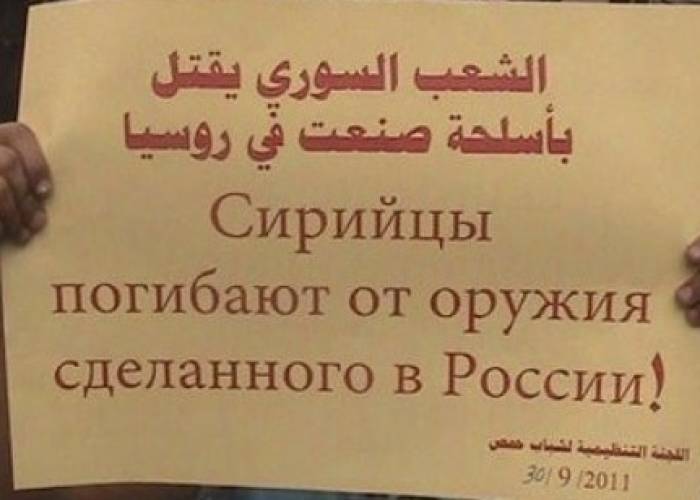 الشعب السوري يقتل
بأسلحة صنعت في روسيا
Сирийцы
погибают от оружия
сделанного в России!
اللجنة التنظيمية لشباب حمص
30/9/2011